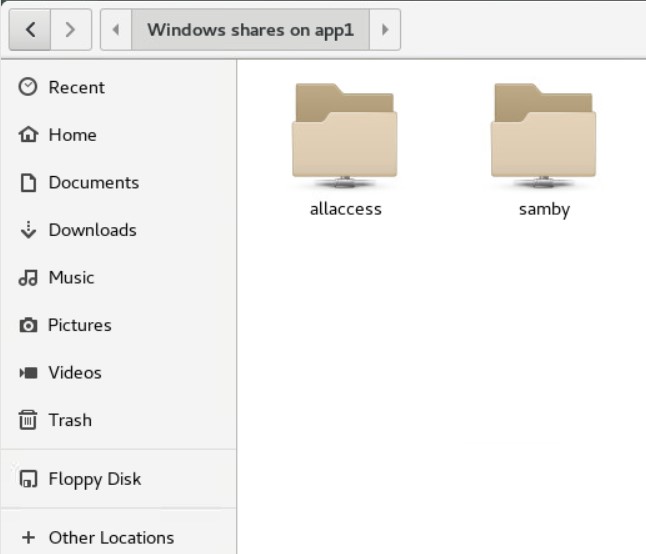 Windows shares on app1
Recent
Home
Documents
Downloads
Music
Pictures
Videos
Trash
Floppy Disk
Other Locations
allaccess
samby